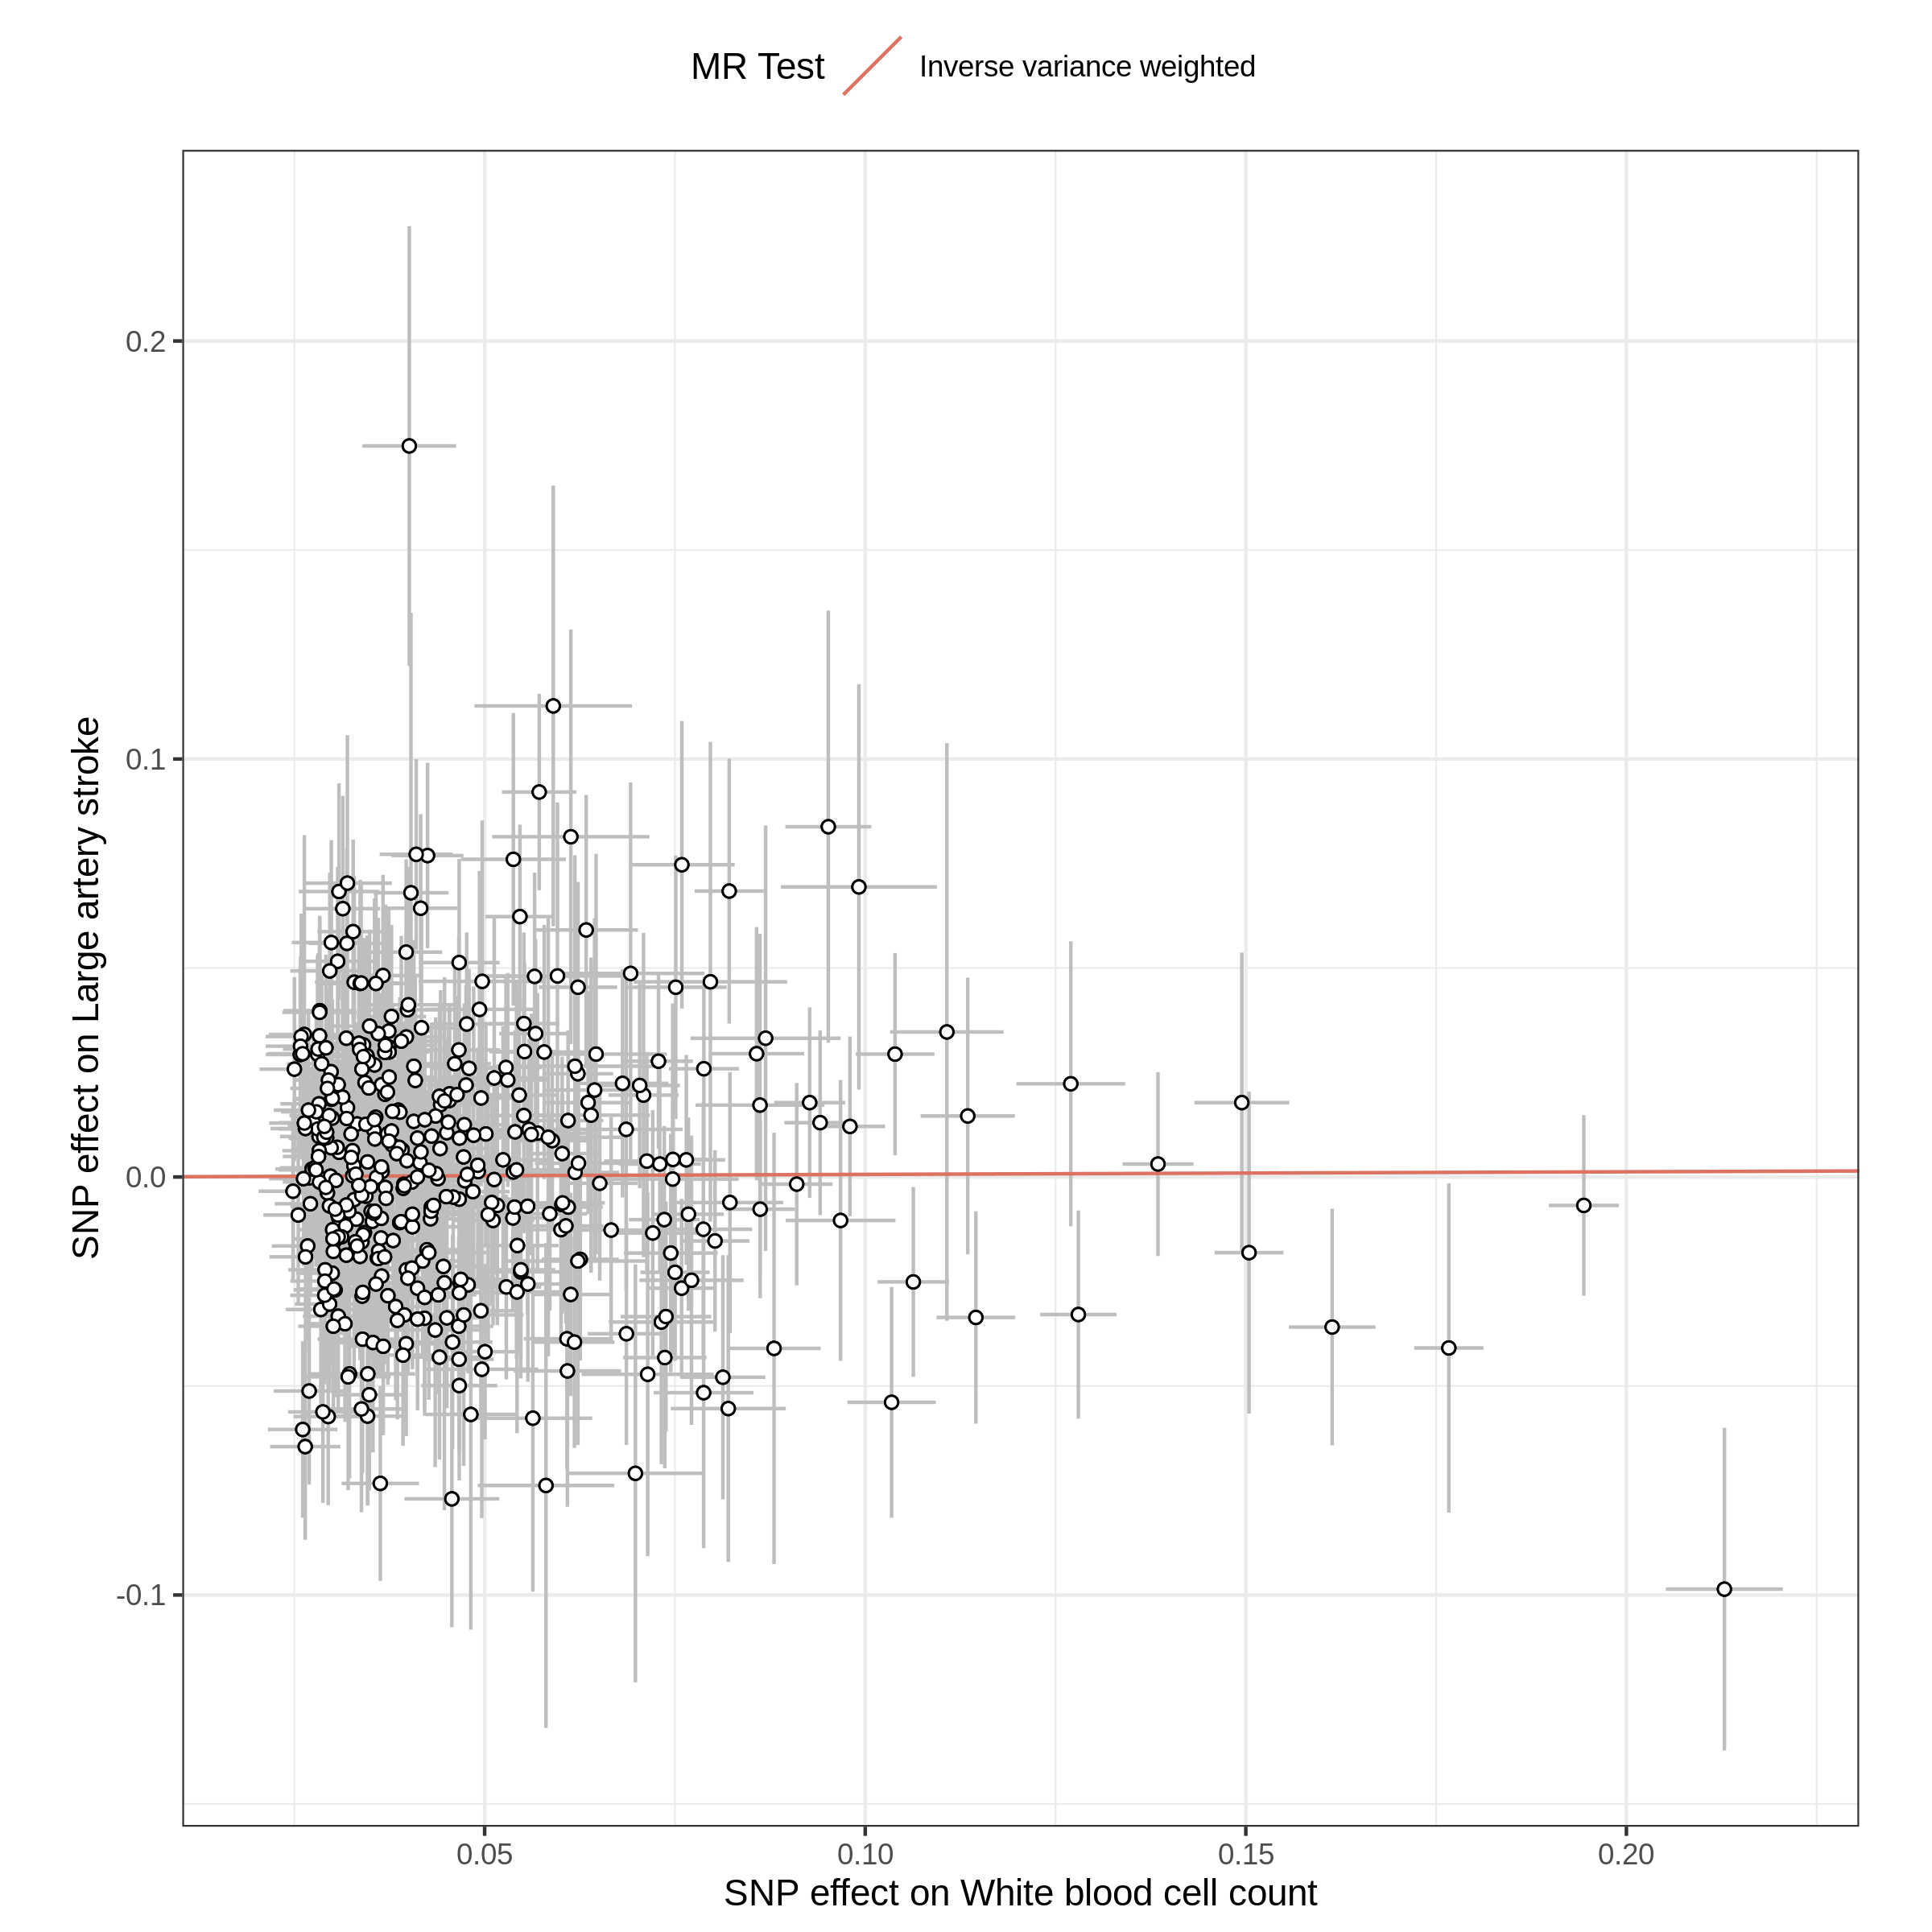 MR Test Inverse variance weighted
SNP effect on Large artery stroke
0.2
0.1
0.0
-0.1
0.05 0.10 0.15 0.20
SNP effect on White blood cell count